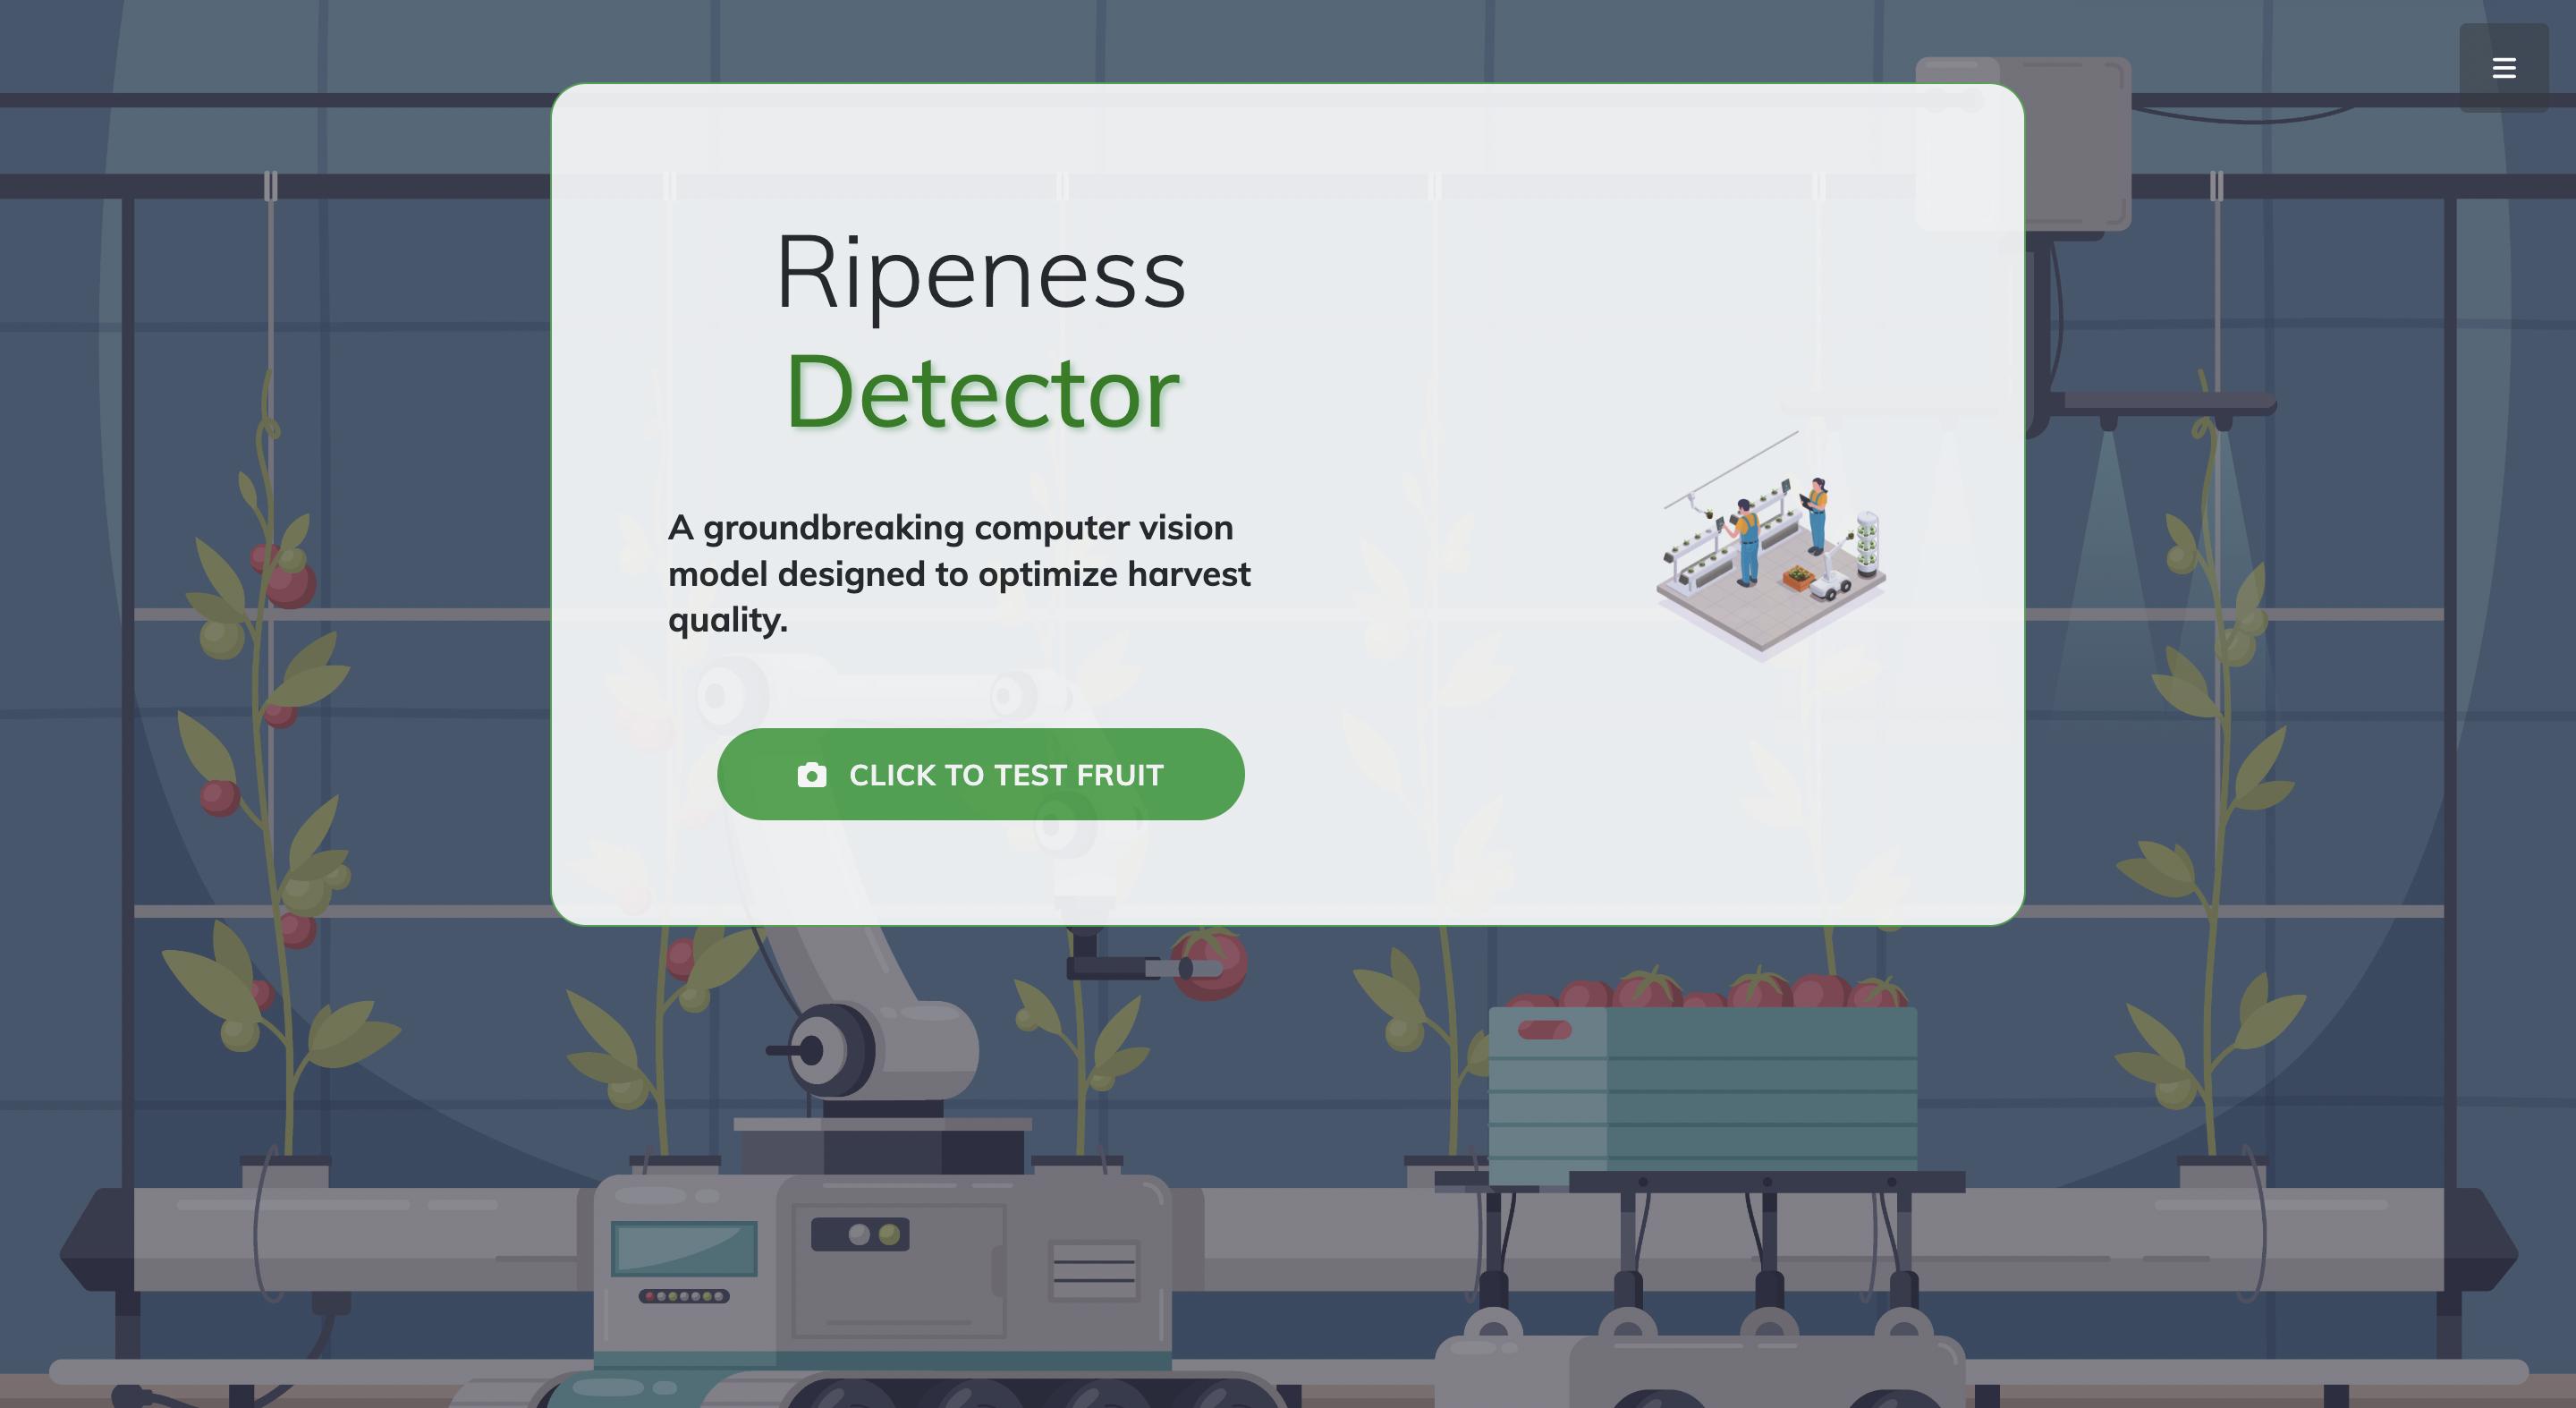 Ripeness
Detector
A groundbreaking computer vision
model designed to optimize harvest
quality.
CLICK TO TEST FRUIT